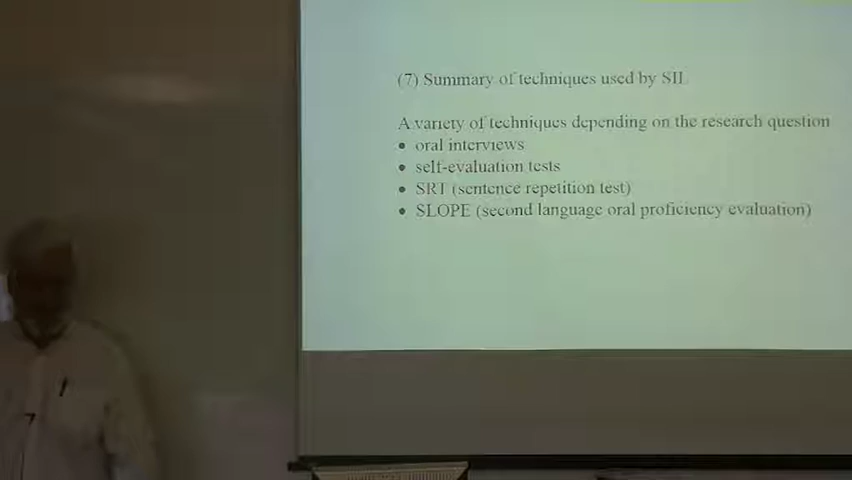 (7) Summary of techniques used by SIL
A variety of techniques depending on the research question
• oral interviews
• self-evaluation tests
• SRT (sentence repetition test)
• SLOPE (second language oral proficiency evaluation)